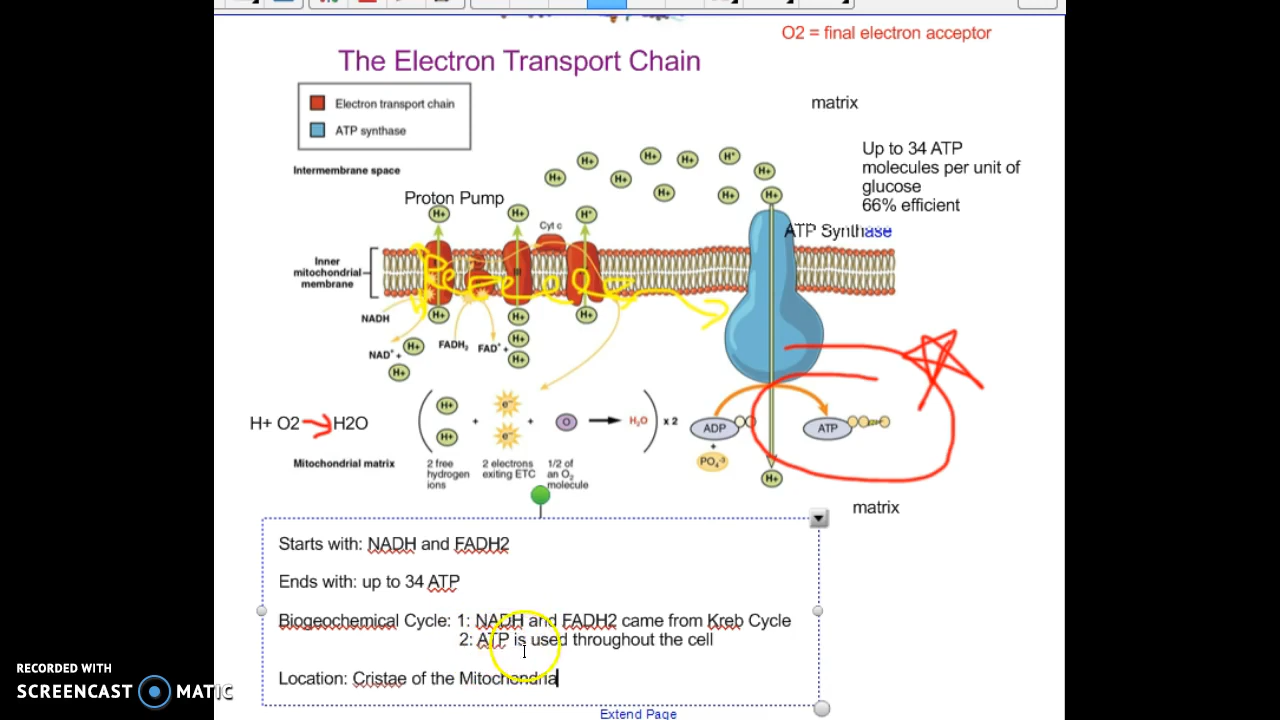 O2 = final electron acceptor
The Electron Transport Chain
Electron transport chain
ATP synthase
matrix
Up to 34 ATP
molecules per unit of
glucose
66% efficient
Intermembrane space
H+ H+ H+ H+ H+ H+ H+ H+ H+ H+ H+
Proton Pump
H+ H+ H+
Cyt c
ATP Synthase
Inner
mitochondrial
membrane
III
NADH
H+ H+ H+
NAD+ + H+
H+
FADH2 FAD+ + H+
H+
H+ O2 H2O
H+ + e- + O H2O x 2
H+ e-
ADP
+
PO4-3
ATP
H+
Mitochondrial matrix
2 free
hydrogen
ions
2 electrons
exiting ETC
1/2 of
an O2
molecule
matrix
Starts with: NADH and FADH2
Ends with: up to 34 ATP
Biogeochemical Cycle: 1: NADH and FADH2 came from Kreb Cycle
2: ATP is used throughout the cell
Location: Cristae of the Mitochondria
Extend Page
RECORDED WITH
SCREENCAST MATIC